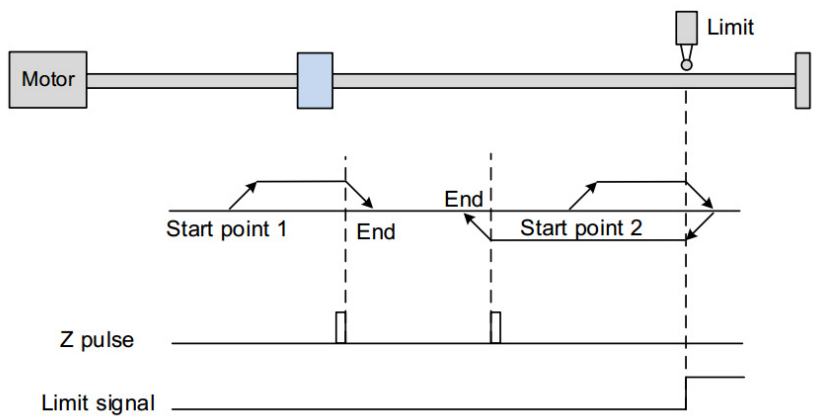 Limit
Motor
End
Start point 1
End
Start point 2
Z pulse
Limit signal